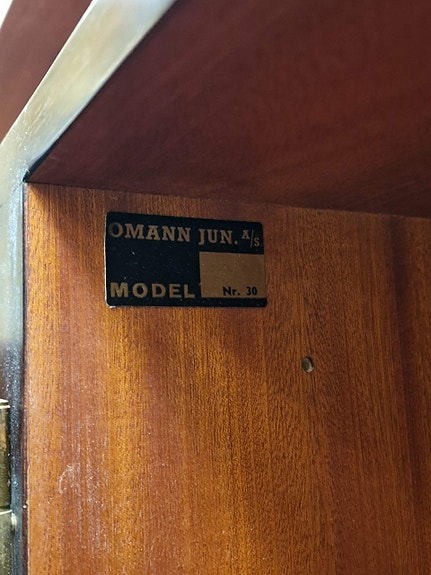 OMANN JUN. A/S
MODEL Nr. 30